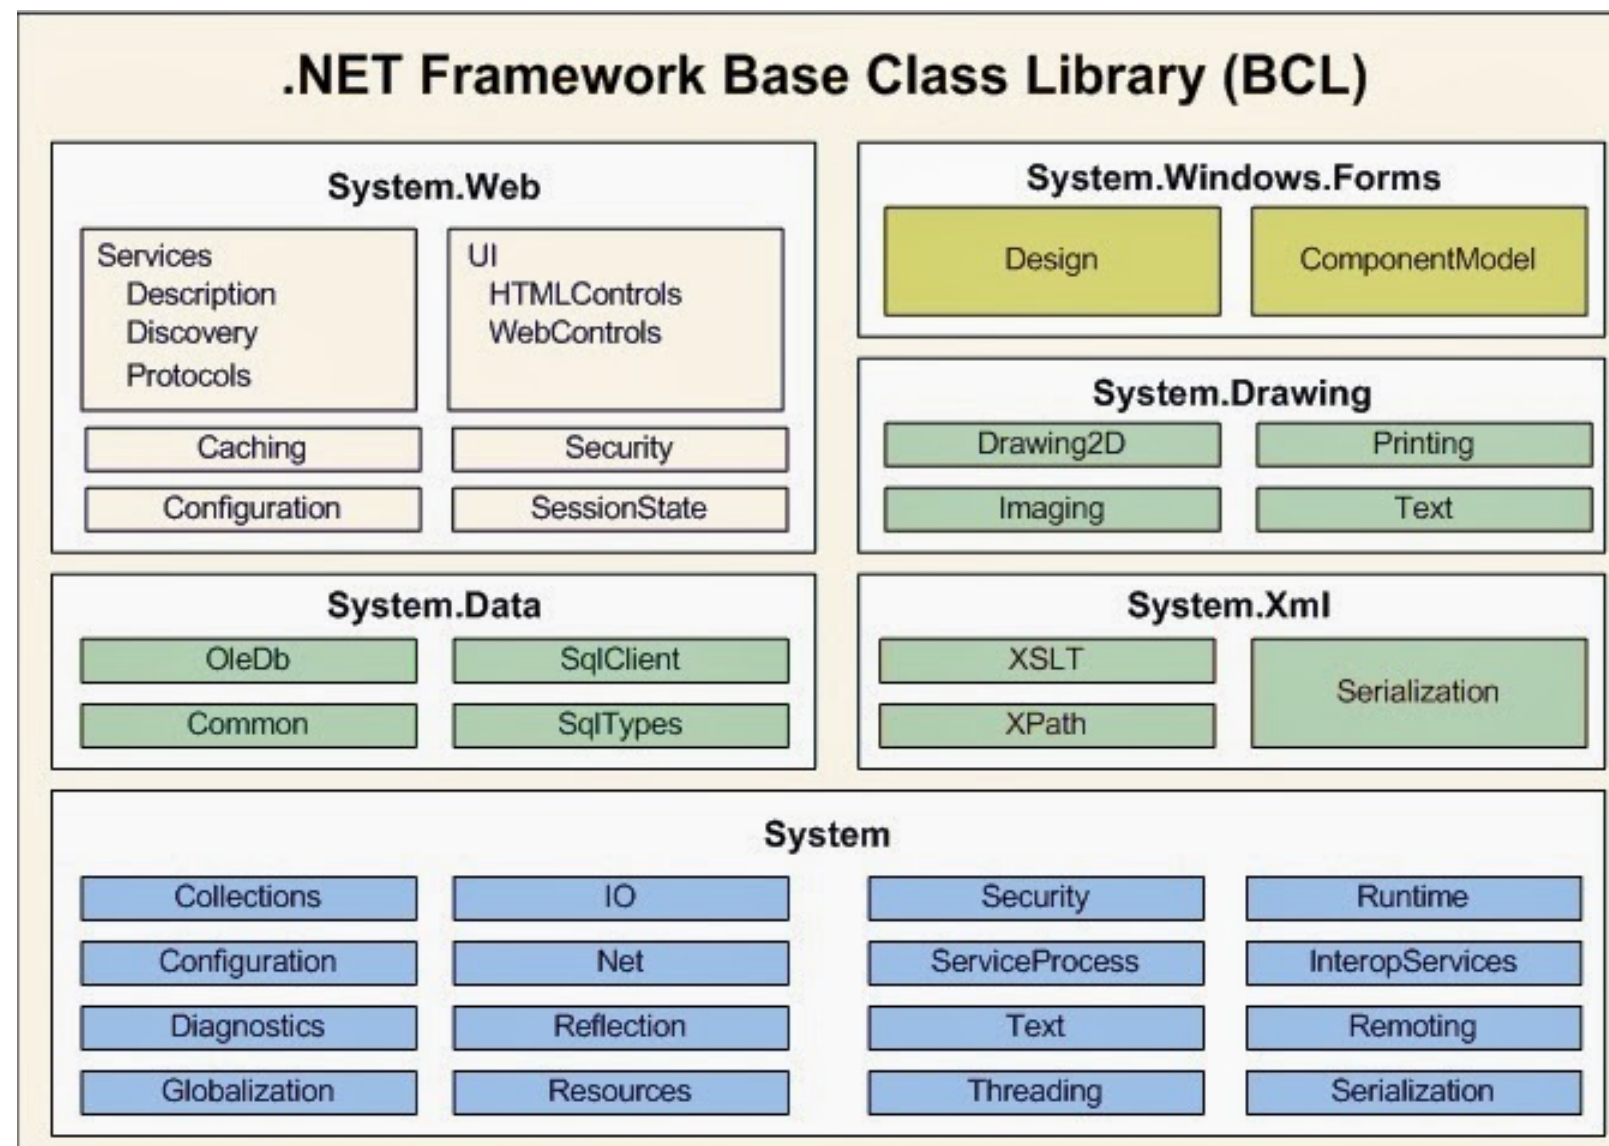 .NET Framework Base Class Library (BCL)
System.Web
Services
Description
Discovery
Protocols
UI
HTMLControls
WebControls
Caching
Security
Configuration
SessionState
System.Windows.Forms
Design
ComponentModel
System.Drawing
Drawing2D
Printing
Imaging
Text
System.Data
OleDb
SqlClient
Common
SqlTypes
System.Xml
XSLT
XPath
Serialization
System
Collections
IO
Security
Runtime
Configuration
Net
ServiceProcess
InteropServices
Diagnostics
Reflection
Text
Remoting
Globalization
Resources
Threading
Serialization